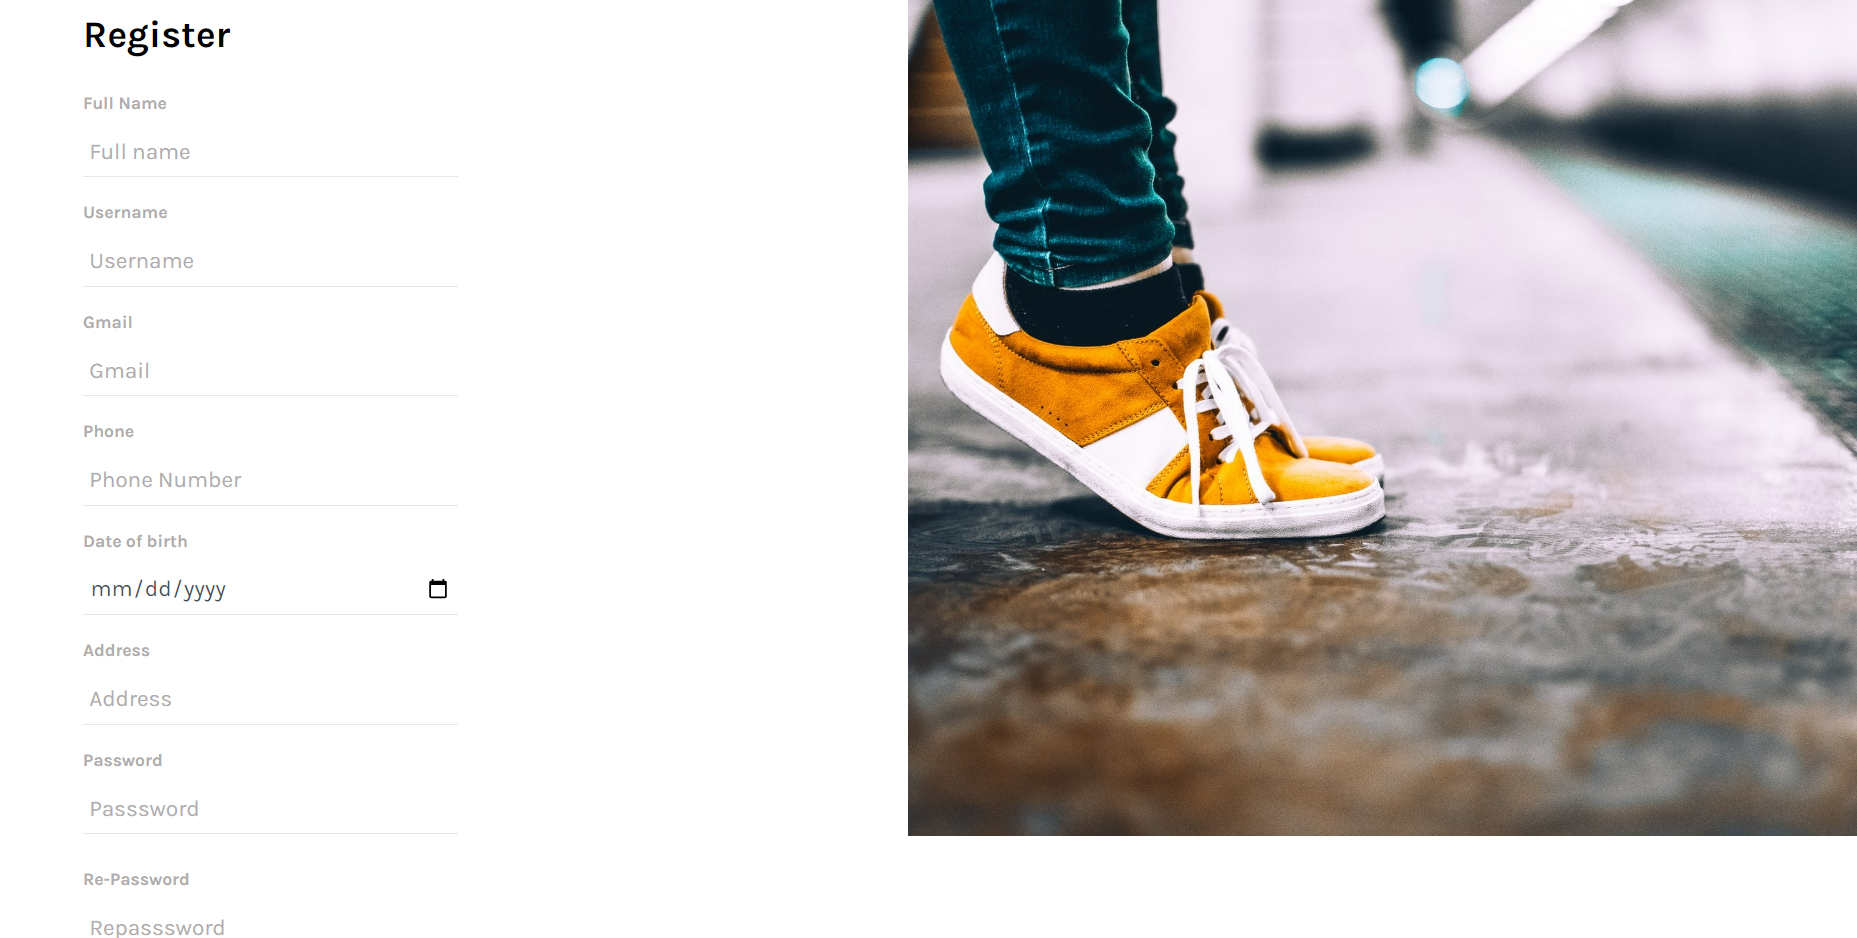 Register
Full Name
Full name
Username
Username
Gmail
Gmail
Phone
Phone Number
Date of birth
mm/dd/yyyy
Address
Address
Password
Passsword
Re-Password
Repasssword